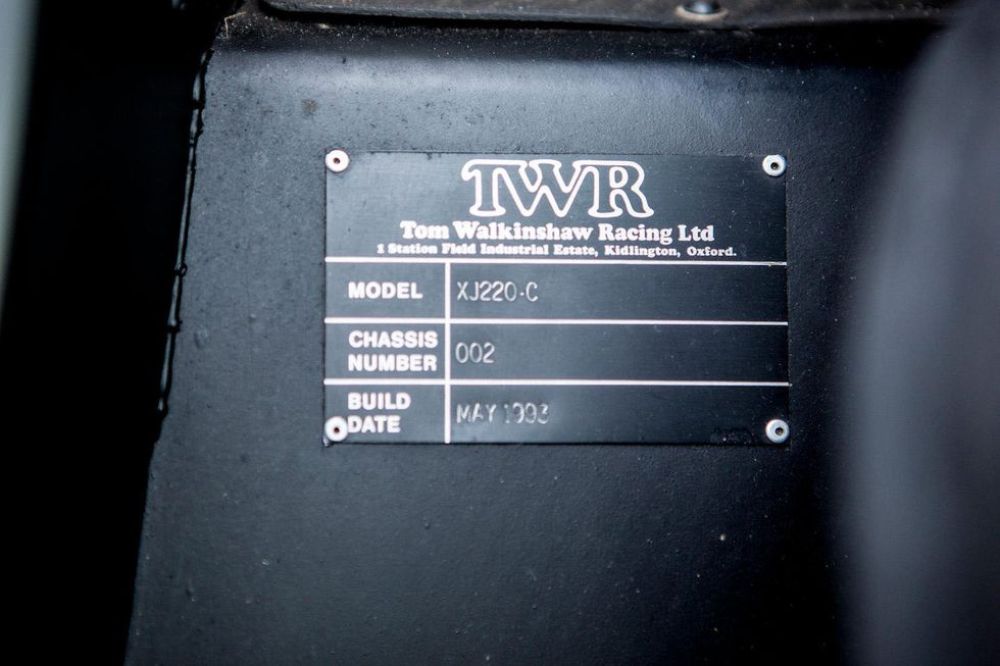 TWR
Tom Walkinshaw Racing Ltd
1 Station Field Industrial Estate, Kidlington, Oxford.
MODEL XJ220-C
CHASSIS NUMBER 002
BUILD DATE MAY 1993